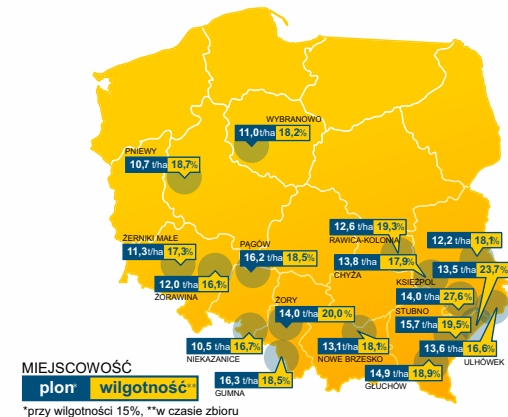 WYBRANOWO
11,0 t/ha 18,2%
PNIEWY
10,7 t/ha 18,7%
12,6 t/ha 19,3%
RAWICA-KOLONIA
12,2 t/ha 18,1%
ŻERNIKI MAŁE
11,3 t/ha 17,3%
PĄGÓW
16,2 t/ha 18,5%
13,8 t/ha 17,9%
CHYŻA
13,5 t/ha 23,7%
12,0 t/ha 16,1%
ŻÓRAWINA
KSIĘŻPOL
14,0 t/ha 27,6%
ŻORY
14,0 t/ha 20,0%
STUBNO
15,7 t/ha 19,5%
10,5 t/ha 16,7%
NIEKAZANICE
13,1 t/ha 18,1%
NOWE BRZESKO
13,6 t/ha 16,6%
ULHÓWEK
16,3 t/ha 18,5%
GUMNA
14,9 t/ha 18,9%
GŁUCHÓW
MIEJSCOWOŚĆ
plon* wilgotność**
*przy wilgotności 15%, **w czasie zbioru